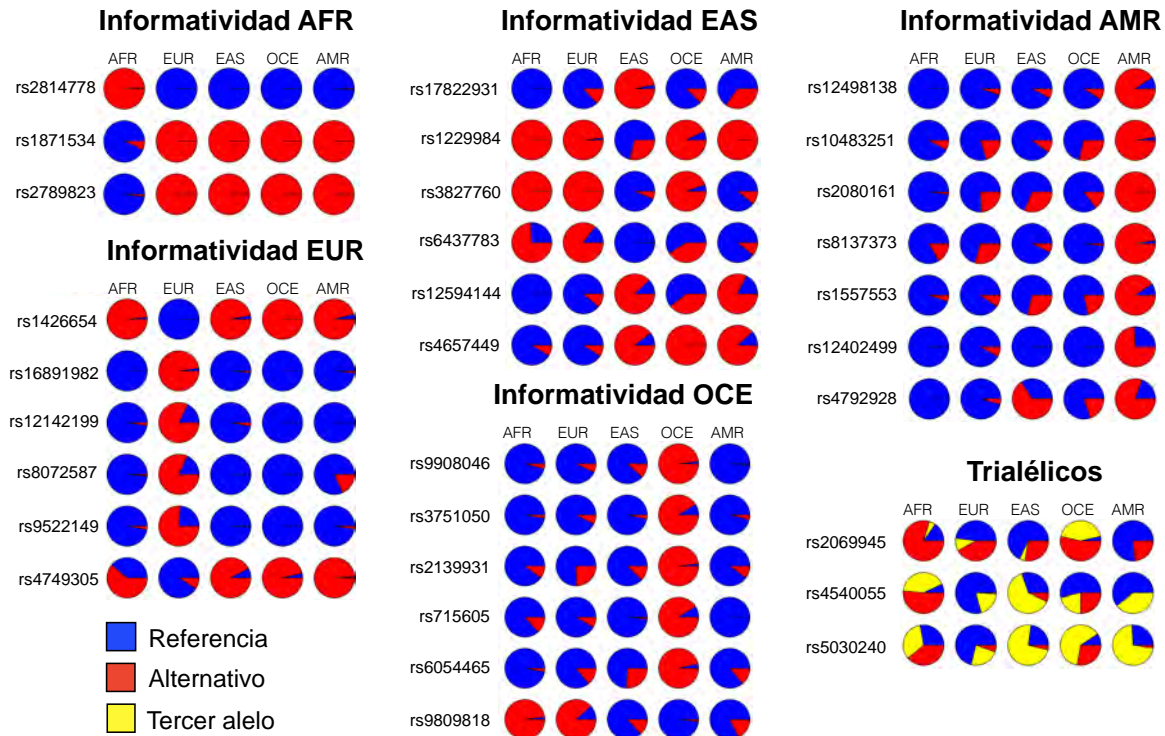 Informatividad AFR
AFR EUR EAS OCE AMR
rs2814778
rs1871534
rs2789823
Informatividad EUR
AFR EUR EAS OCE AMR
rs1426654
rs16891982
rs12142199
rs8072587
rs9522149
rs4749305
Referencia
Alternativo
Tercer alelo
Informatividad EAS
AFR EUR EAS OCE AMR
rs17822931
rs1229984
rs3827760
rs6437783
rs12594144
rs4657449
Informatividad OCE
AFR EUR EAS OCE AMR
rs9908046
rs3751050
rs2139931
rs715605
rs6054465
rs9809818
Informatividad AMR
AFR EUR EAS OCE AMR
rs12498138
rs10483251
rs2080161
rs8137373
rs1557553
rs12402499
rs4792928
Trialélicos
AFR EUR EAS OCE AMR
rs2069945
rs4540055
rs5030240